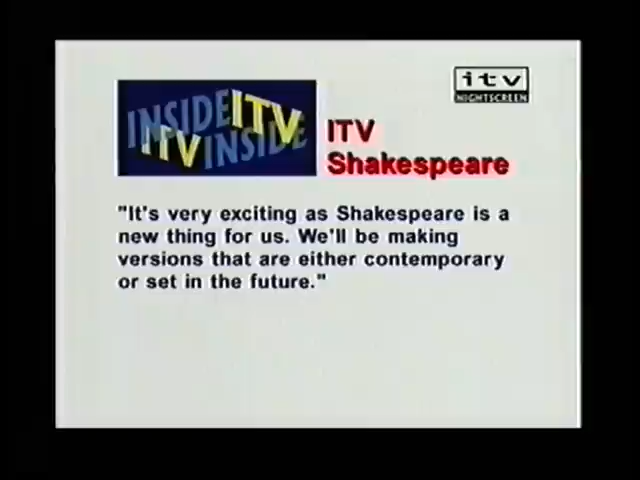 itv
NIGHTSCREEN
INSIDE ITV
ITV INSIDE
ITV
Shakespeare
"It's very exciting as Shakespeare is a
new thing for us. We'll be making
versions that are either contemporary
or set in the future."